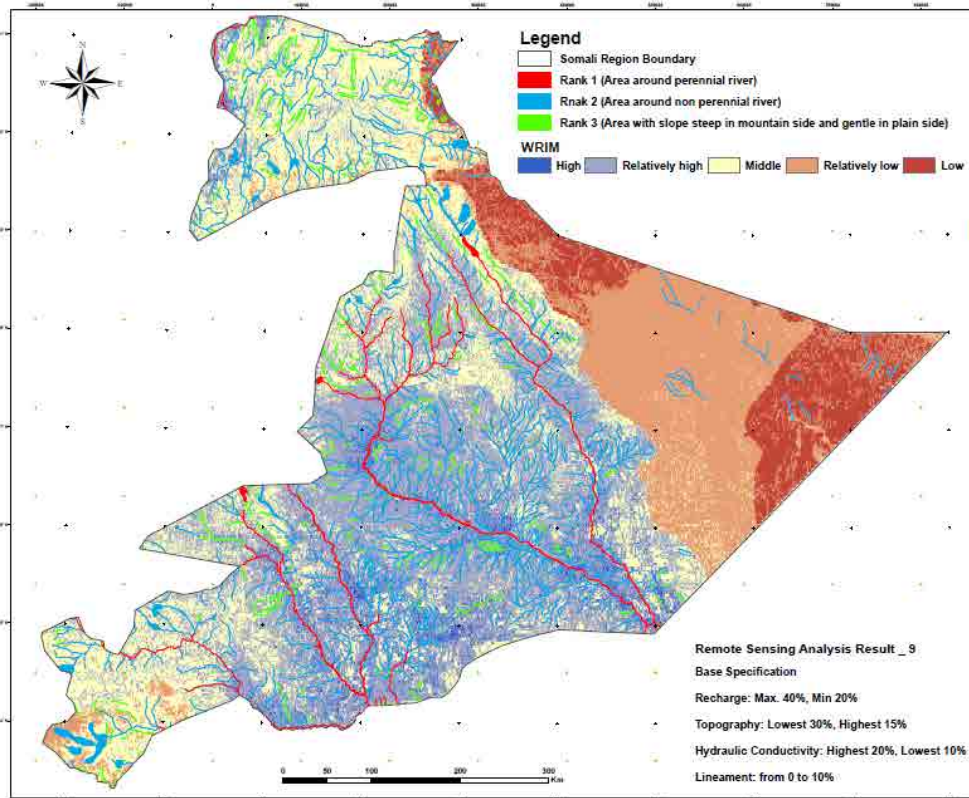 N
W E
S
Legend
Somali Region Boundary
Rank 1 (Area around perennial river)
Rnak 2 (Area around non perennial river)
Rank 3 (Area with slope steep in mountain side and gentle in plain side)
WRIM
High Relatively high Middle Relatively low Low
Remote Sensing Analysis Result _ 9
Base Specification
Recharge: Max. 40%, Min 20%
Topography: Lowest 30%, Highest 15%
Hydraulic Conductivity: Highest 20%, Lowest 10%
Lineament: from 0 to 10%
0 50 100 200 300
Km